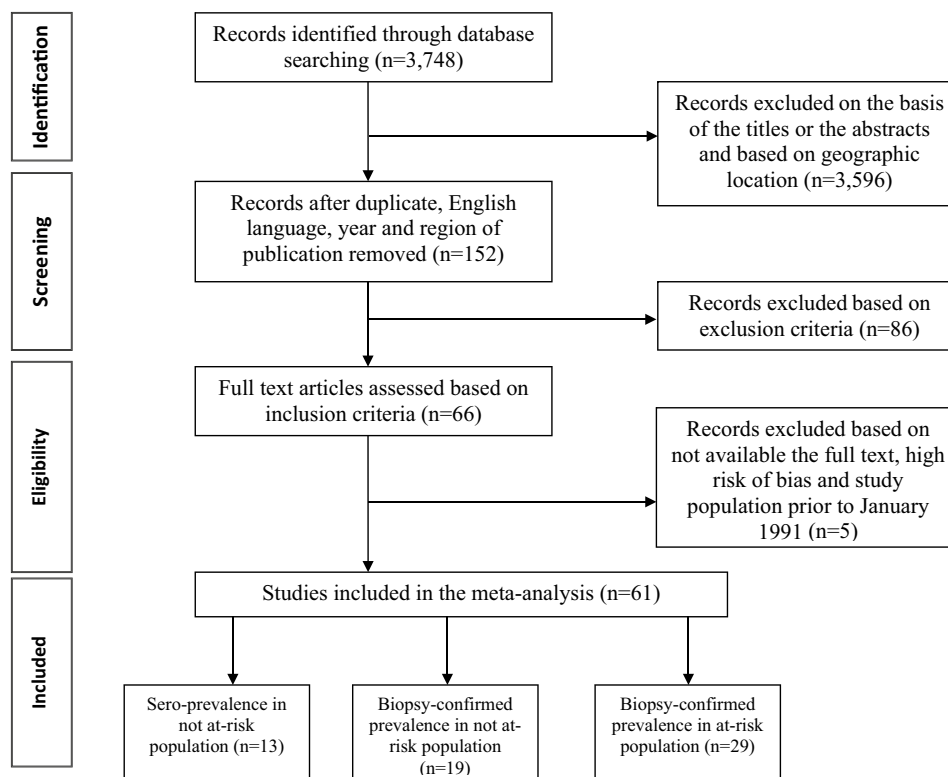 Identification
Records identified through database
searching (n=3,748)
Records excluded on the basis
of the titles or the abstracts
and based on geographic
location (n=3,596)
Screening
Records after duplicate, English
language, year and region of
publication removed (n=152)
Records excluded based on
exclusion criteria (n=86)
Eligibility
Full text articles assessed based on
inclusion criteria (n=66)
Records excluded based on
not available the full text, high
risk of bias and study
population prior to January
1991 (n=5)
Included
Studies included in the meta-analysis (n=61)
Sero-prevalence in
not at-risk
population (n=13)
Biopsy-confirmed
prevalence in not at-
risk population
(n=19)
Biopsy-confirmed
prevalence in at-risk
population (n=29)